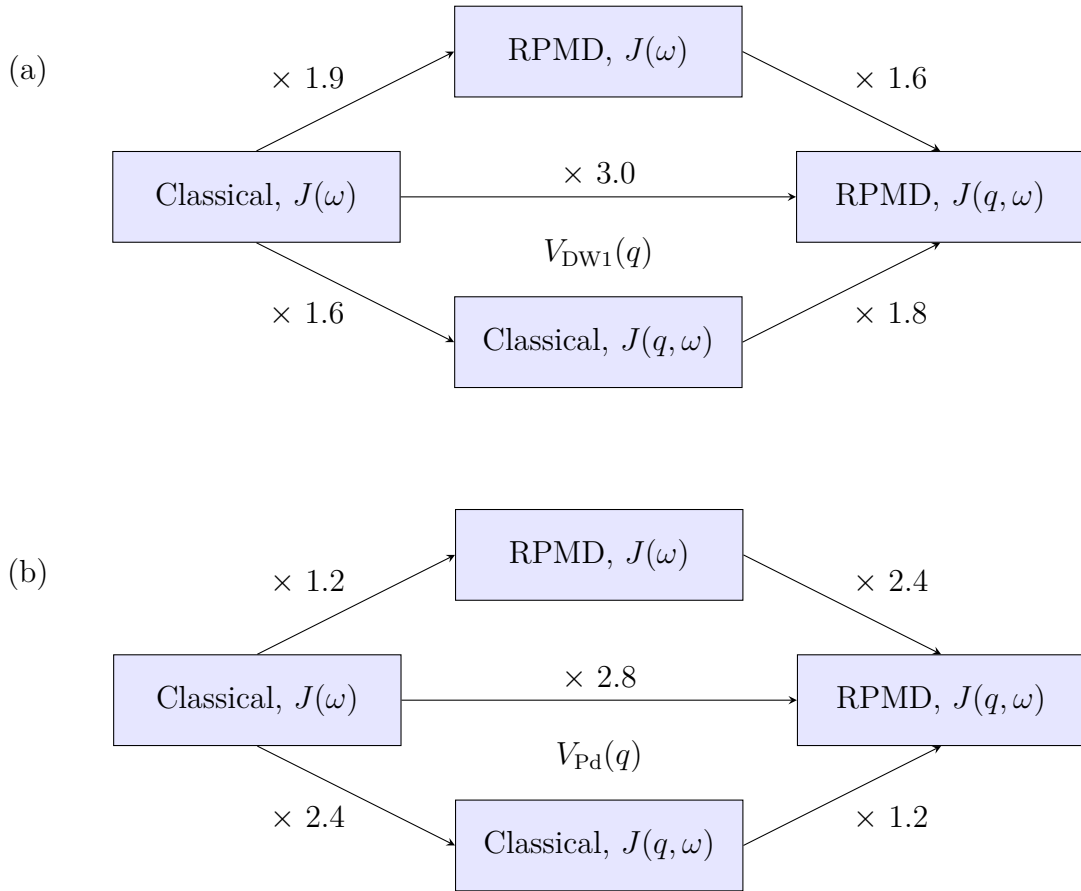 (a)
RPMD, J(ω)
× 1.9
× 1.6
Classical, J(ω)
× 3.0
RPMD, J(q, ω)
V_DW1(q)
× 1.6
Classical, J(q, ω)
× 1.8
(b)
RPMD, J(ω)
× 1.2
× 2.4
Classical, J(ω)
× 2.8
RPMD, J(q, ω)
V_Pd(q)
× 2.4
Classical, J(q, ω)
× 1.2